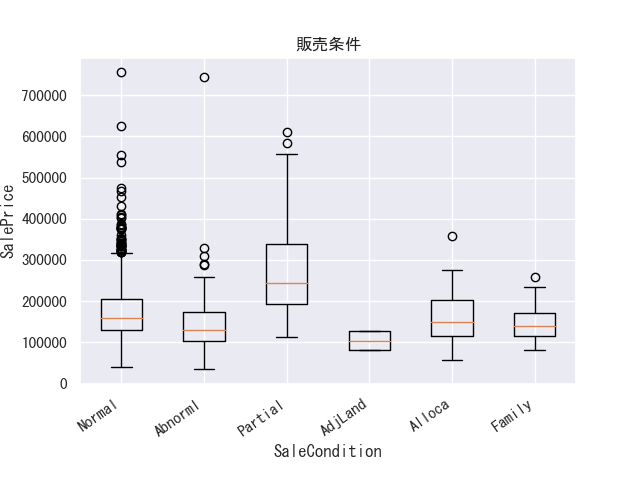 販売条件
SalePrice
700000
600000
500000
400000
300000
200000
100000
0
Normal
Abnorml
Partial
AdjLand
Alloca
Family
SaleCondition